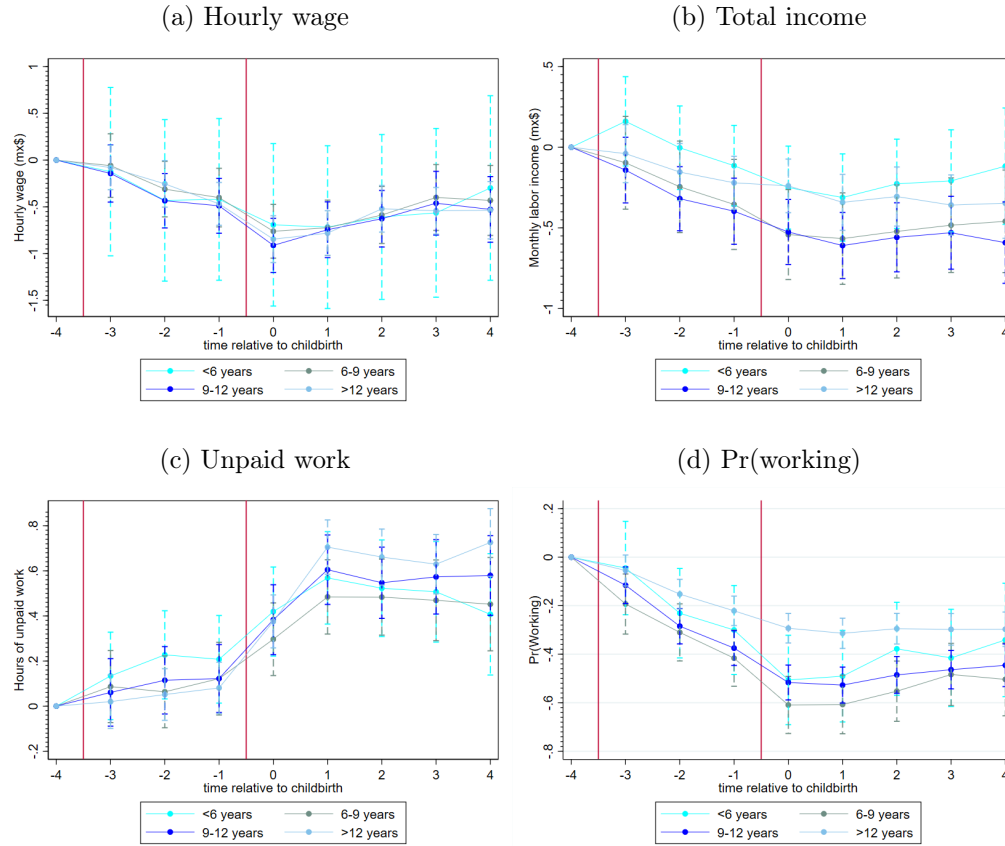 (a) Hourly wage
Hourly wage (mx$)
1
.5
0
-.5
-1
-1.5
-4 -3 -2 -1 0 1 2 3 4
time relative to childbirth
<6 years 6-9 years
9-12 years >12 years
(b) Total income
Monthly labor income (mx$)
.5
0
-.5
-1
-4 -3 -2 -1 0 1 2 3 4
time relative to childbirth
<6 years 6-9 years
9-12 years >12 years
(c) Unpaid work
Hours of unpaid work
.8
.6
.4
.2
0
-.2
-4 -3 -2 -1 0 1 2 3 4
time relative to childbirth
<6 years 6-9 years
9-12 years >12 years
(d) Pr(working)
Pr(Working)
.2
0
-.2
-.4
-.6
-.8
-4 -3 -2 -1 0 1 2 3 4
time relative to childbirth
<6 years 6-9 years
9-12 years >12 years